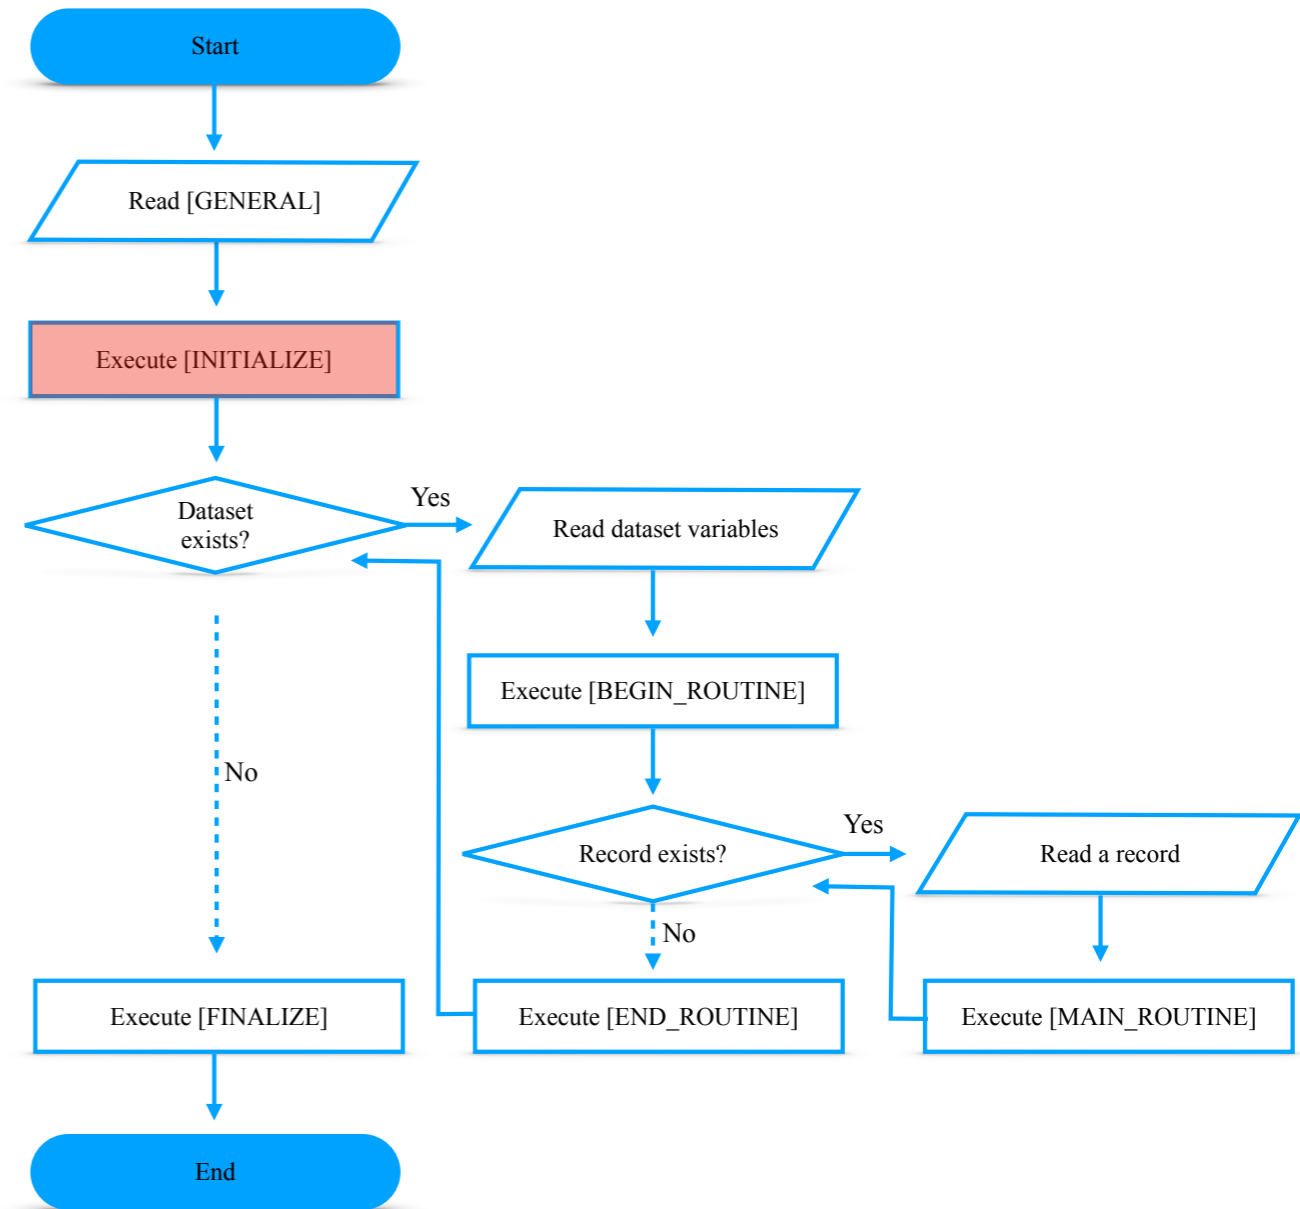 Start
Read [GENERAL]
Execute [INITIALIZE]
Dataset
exists?
Yes
Read dataset variables
Execute [BEGIN_ROUTINE]
No
Record exists?
Yes
Read a record
No
Execute [FINALIZE]
Execute [END_ROUTINE]
Execute [MAIN_ROUTINE]
End